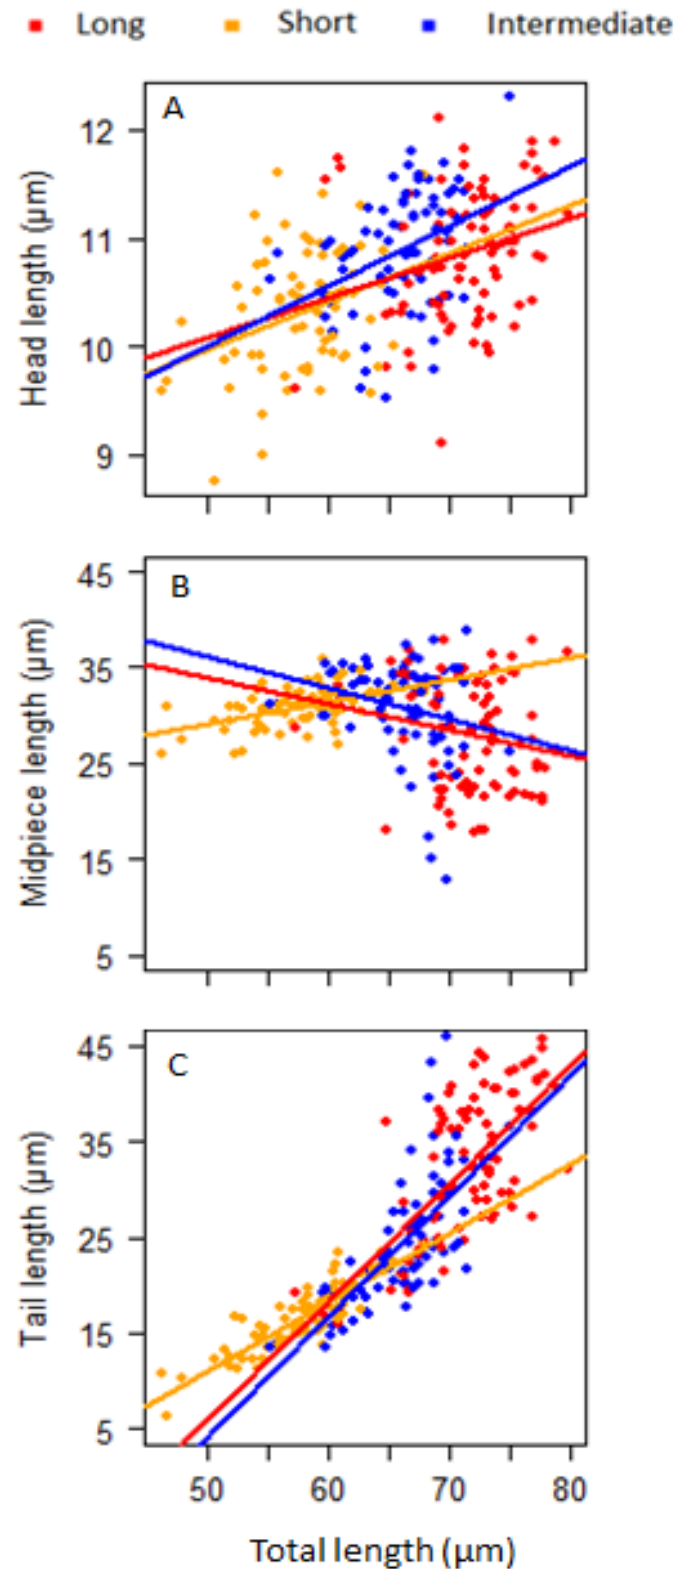 Long Short Intermediate
A
12
11
10
9
Head length (µm)
B
45
35
25
15
5
Midpiece length (µm)
C
45
35
25
15
5
Tail length (µm)
50 60 70 80
Total length (µm)